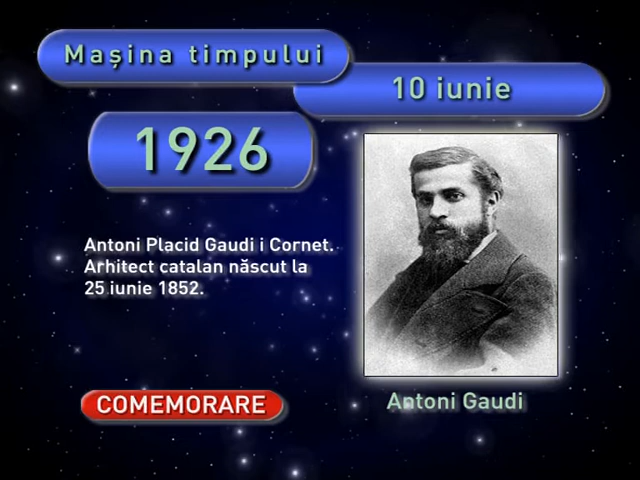 Mașina timpului
10 iunie
1926
Antoni Placid Gaudi i Cornet.
Arhitect catalan născut la
25 iunie 1852.
COMEMORARE
Antoni Gaudi